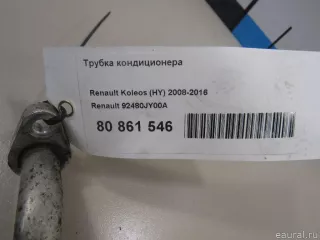 Трубка кондиционера
Renault Koleos (HY) 2008-2016
Renault 92480JY00A
80 861 546
eaural.ru